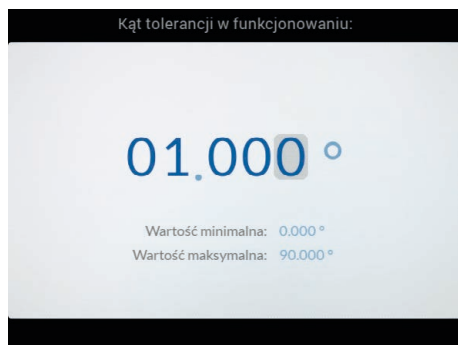 Kąt tolerancji w funkcjonowaniu:
01.000 °
Wartość minimalna: 0.000 °
Wartość maksymalna: 90.000 °